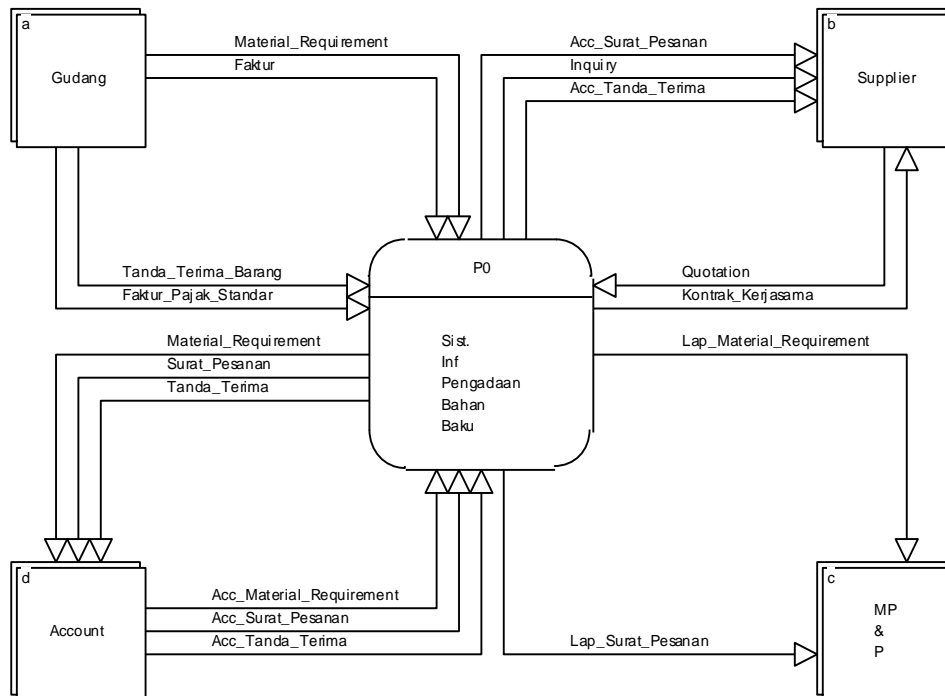 a
Gudang
Material_Requirement
Faktur
Acc_Surat_Pesanan
Inquiry
Acc_Tanda_Terima
b
Supplier
Tanda_Terima_Barang
Faktur_Pajak_Standar
P0
Sist.
Inf
Pengadaan
Bahan
Baku
Quotation
Kontrak_Kerjasama
Material_Requirement
Surat_Pesanan
Tanda_Terima
Lap_Material_Requirement
d
Account
Acc_Material_Requirement
Acc_Surat_Pesanan
Acc_Tanda_Terima
Lap_Surat_Pesanan
c
MP
&
P